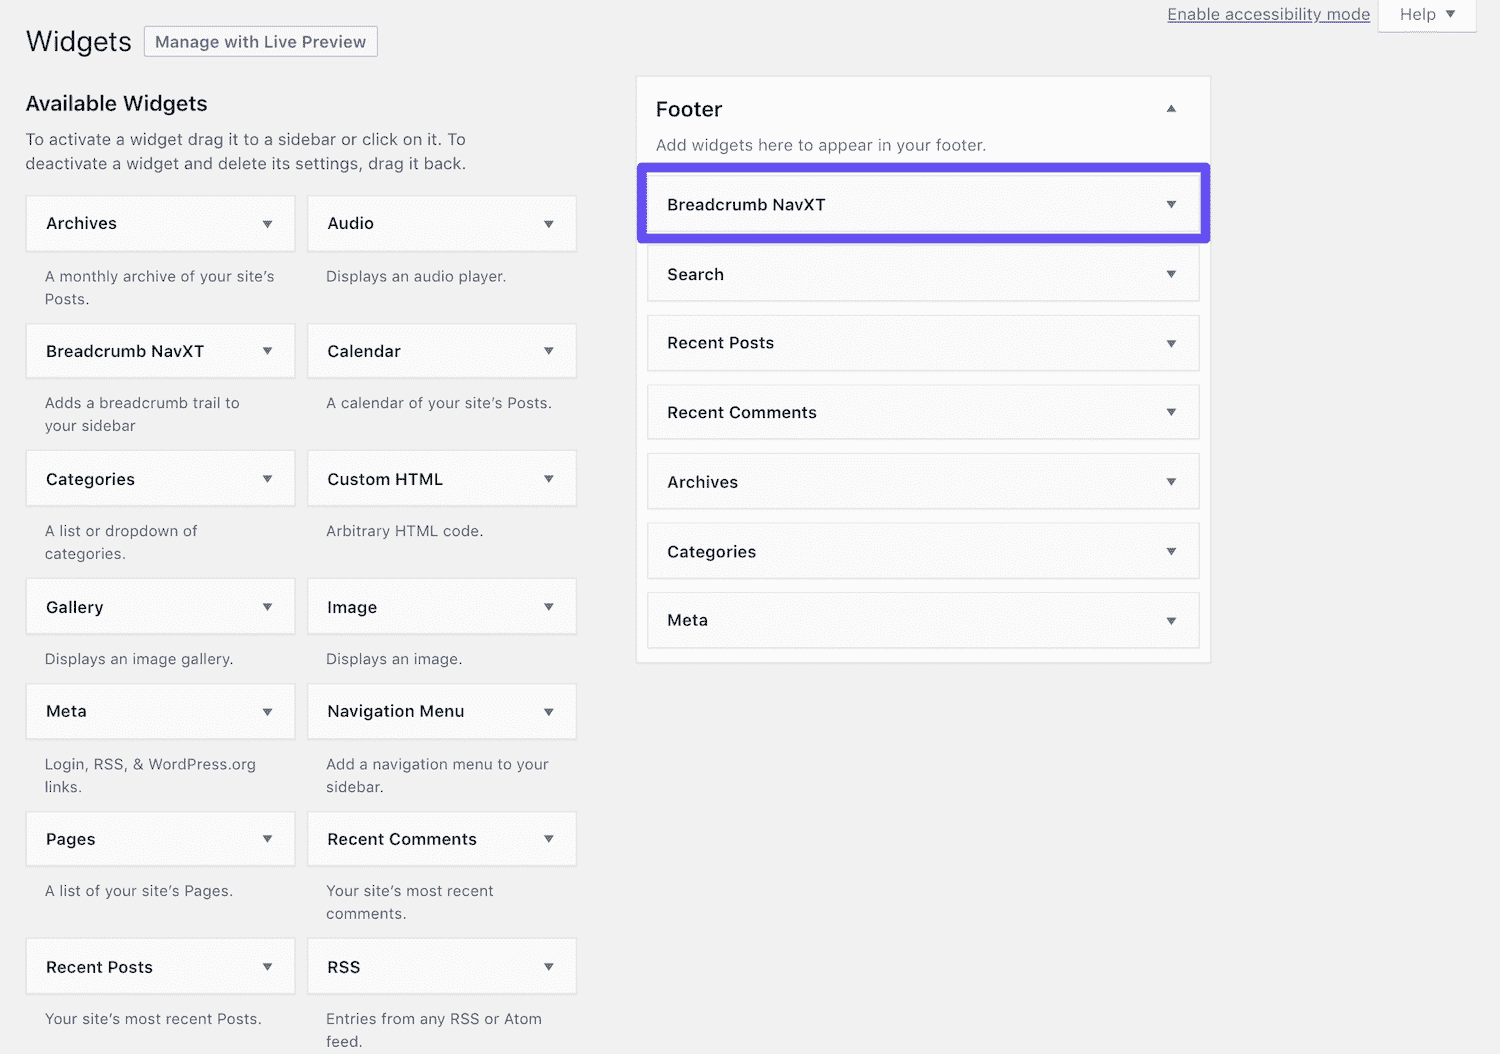 Enable accessibility mode
Help
Widgets
Manage with Live Preview
Available Widgets
To activate a widget drag it to a sidebar or click on it. To
deactivate a widget and delete its settings, drag it back.
Archives
Audio
A monthly archive of your site’s
Posts.
Displays an audio player.
Breadcrumb NavXT
Calendar
Adds a breadcrumb trail to
your sidebar
A calendar of your site’s Posts.
Categories
Custom HTML
A list or dropdown of
categories.
Arbitrary HTML code.
Gallery
Image
Displays an image gallery.
Displays an image.
Meta
Navigation Menu
Login, RSS, & WordPress.org
links.
Add a navigation menu to your
sidebar.
Pages
Recent Comments
A list of your site’s Pages.
Your site’s most recent
comments.
Recent Posts
RSS
Your site’s most recent Posts.
Entries from any RSS or Atom
feed.
Footer
Add widgets here to appear in your footer.
Breadcrumb NavXT
Search
Recent Posts
Recent Comments
Archives
Categories
Meta